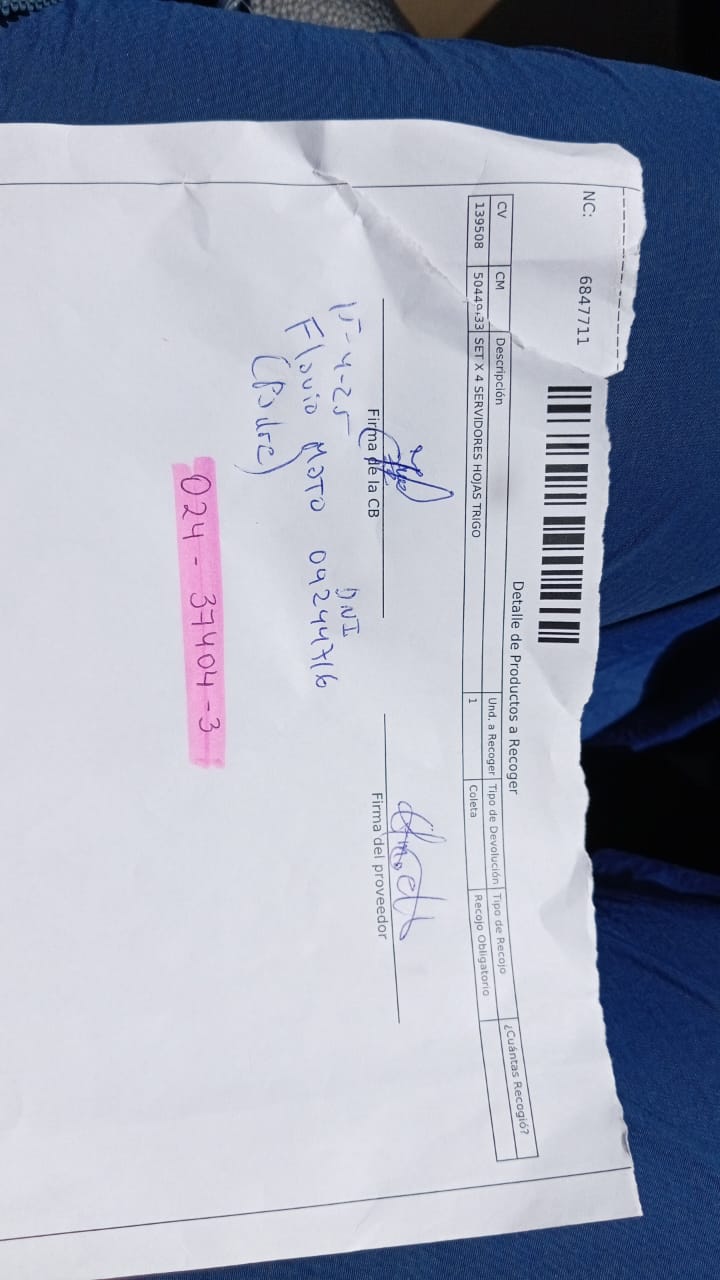 NC: 6847711
Detalle de Productos a Recoger
CV CM Descripción Und. a Recoger Tipo de Devolución Tipo de Recojo ¿Cuántas Recogió?
139508 SET X 4 SERVIDORES HOJAS TRIGO 1 Coleta Recojo Obligatorio
Firma de la CB Firma del proveedor
15-4-25 DNI
Flavio MOTO 09244716
(Padre)
024 - 37404 - 3